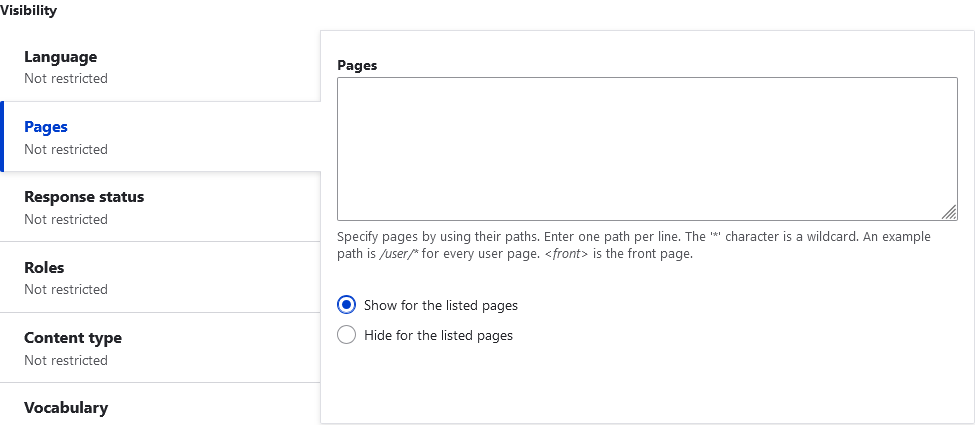 Visibility
Language
Not restricted
Pages
Not restricted
Response status
Not restricted
Roles
Not restricted
Content type
Not restricted
Vocabulary
Pages
Specify pages by using their paths. Enter one path per line. The '*' character is a wildcard. An example
path is /user/* for every user page. <front> is the front page.
Show for the listed pages
Hide for the listed pages